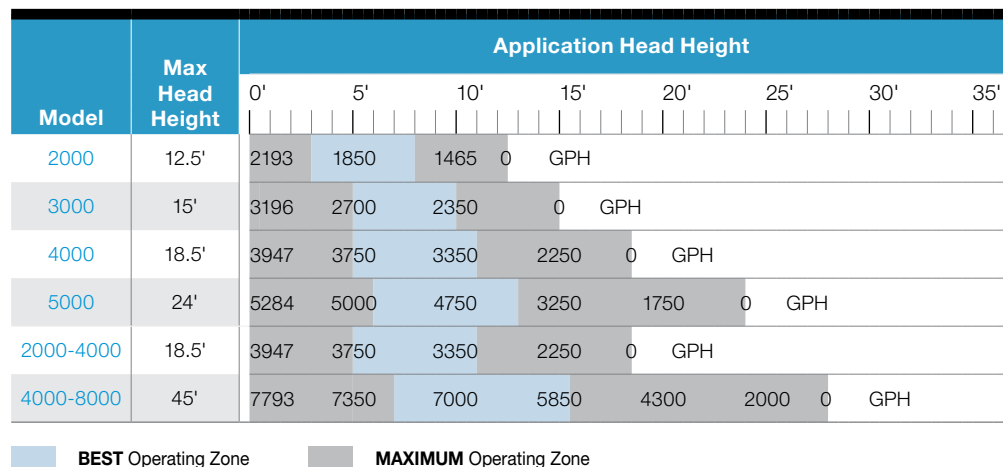 Application Head Height
Model Max Head Height
0' 5' 10' 15' 20' 25' 30' 35'
2000 12.5' 2193 1850 1465 0 GPH
3000 15' 3196 2700 2350 0 GPH
4000 18.5' 3947 3750 3350 2250 0 GPH
5000 24' 5284 5000 4750 3250 1750 0 GPH
2000-4000 18.5' 3947 3750 3350 2250 0 GPH
4000-8000 45' 7793 7350 7000 5850 4300 2000 0 GPH
BEST Operating Zone MAXIMUM Operating Zone